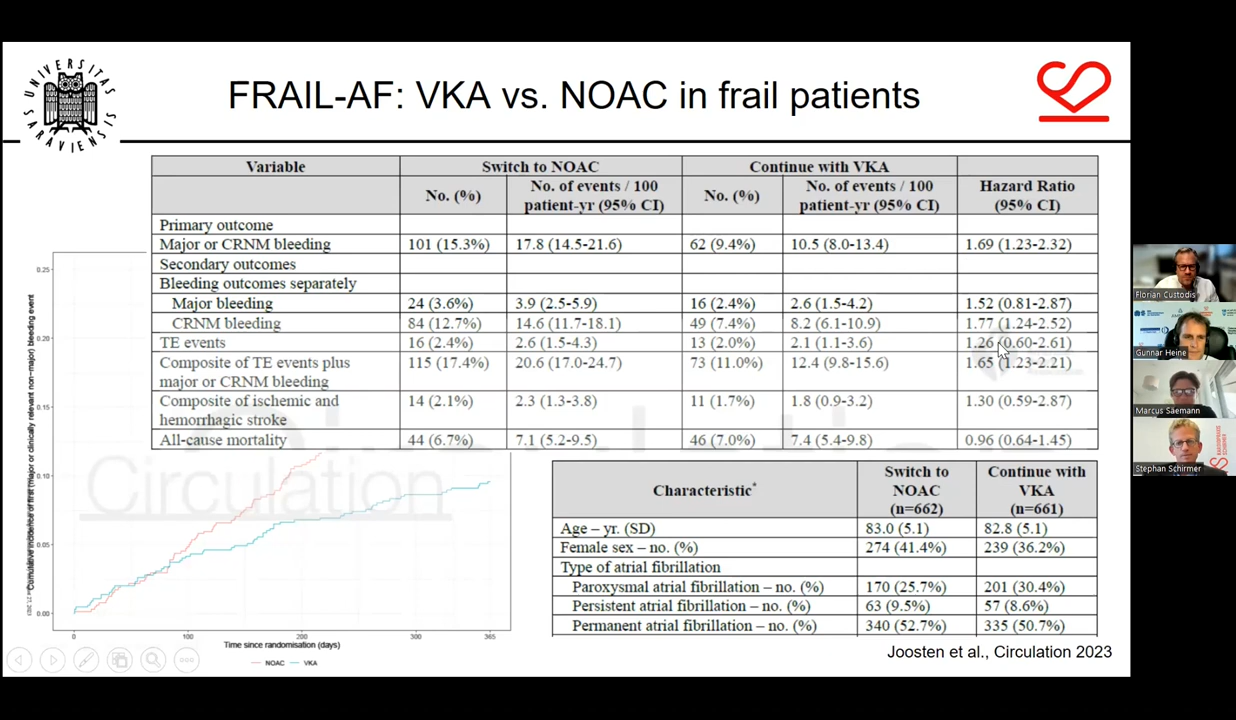 UNIVERSITAS
SARAVIENSIS
FRAIL-AF: VKA vs. NOAC in frail patients
Variable Switch to NOAC Continue with VKA
No. (%) No. of events / 100 patient-yr (95% CI) No. (%) No. of events / 100 patient-yr (95% CI) Hazard Ratio (95% CI)
Primary outcome
Major or CRNM bleeding 101 (15.3%) 17.8 (14.5-21.6) 62 (9.4%) 10.5 (8.0-13.4) 1.69 (1.23-2.32)
Secondary outcomes
Bleeding outcomes separately
Major bleeding 24 (3.6%) 3.9 (2.5-5.9) 16 (2.4%) 2.6 (1.5-4.2) 1.52 (0.81-2.87)
CRNM bleeding 84 (12.7%) 14.6 (11.7-18.1) 49 (7.4%) 8.2 (6.1-10.9) 1.77 (1.24-2.52)
TE events 16 (2.4%) 2.6 (1.5-4.3) 13 (2.0%) 2.1 (1.1-3.6) 1.26 (0.60-2.61)
Composite of TE events plus major or CRNM bleeding 115 (17.4%) 20.6 (17.0-24.7) 73 (11.0%) 12.4 (9.8-15.6) 1.65 (1.23-2.21)
Composite of ischemic and hemorrhagic stroke 14 (2.1%) 2.3 (1.3-3.8) 11 (1.7%) 1.8 (0.9-3.2) 1.30 (0.59-2.87)
All-cause mortality 44 (6.7%) 7.1 (5.2-9.5) 46 (7.0%) 7.4 (5.4-9.8) 0.96 (0.64-1.45)
Cumulative incidence of first (major or clinically relevant non-major) bleeding event
0.25
0.20
0.15
0.10
0.05
0.00
0 100 200 300 365
Time since randomisation (days)
NOAC VKA
Circulation
Characteristic* Switch to NOAC (n=662) Continue with VKA (n=661)
Age – yr. (SD) 83.0 (5.1) 82.8 (5.1)
Female sex – no. (%) 274 (41.4%) 239 (36.2%)
Type of atrial fibrillation
Paroxysmal atrial fibrillation – no. (%) 170 (25.7%) 201 (30.4%)
Persistent atrial fibrillation – no. (%) 63 (9.5%) 57 (8.6%)
Permanent atrial fibrillation – no. (%) 340 (52.7%) 335 (50.7%)
Joosten et al., Circulation 2023
Florian Custodis
Gunnar Heine
Marcus Säemann
Stephan Schirmer